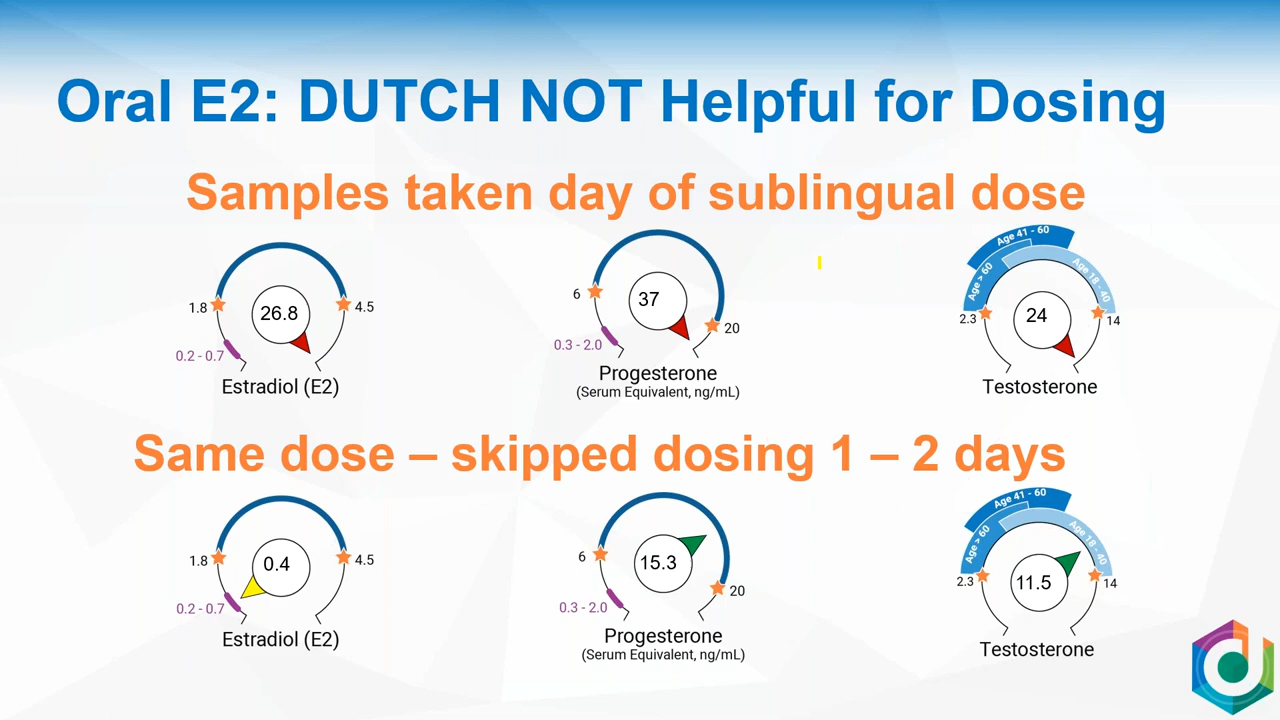 Oral E2: DUTCH NOT Helpful for Dosing
Samples taken day of sublingual dose
26.8
1.8
4.5
0.2 - 0.7
Estradiol (E2)
37
6
20
0.3 - 2.0
Progesterone
(Serum Equivalent, ng/mL)
Age 41 - 60
Age > 60
Age 18 - 40
24
2.3
14
Testosterone
Same dose – skipped dosing 1 – 2 days
0.4
1.8
4.5
0.2 - 0.7
Estradiol (E2)
15.3
6
20
0.3 - 2.0
Progesterone
(Serum Equivalent, ng/mL)
Age 41 - 60
Age > 60
Age 18 - 40
11.5
2.3
14
Testosterone